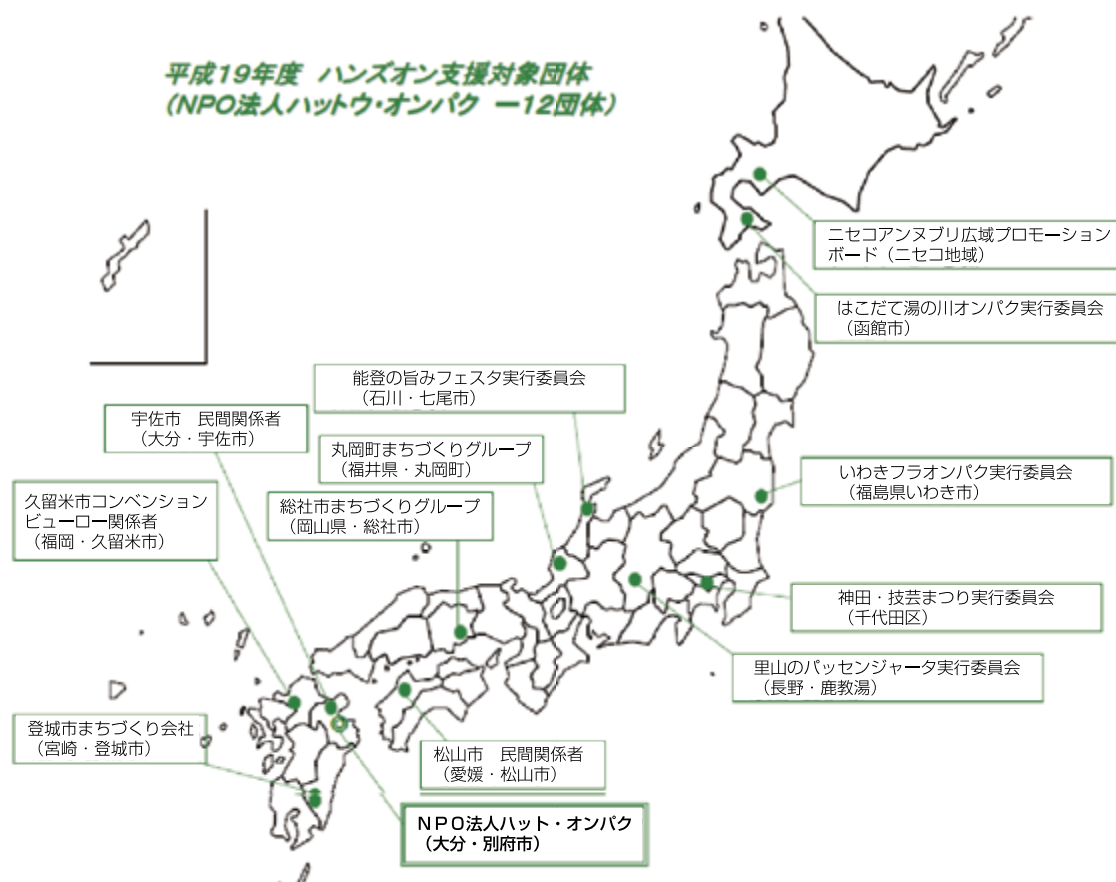 平成19年度 ハンズオン支援対象団体
(NPO法人ハットウ・オンパク ー12団体)
ニセコアンヌプリ広域プロモーション
ボード(ニセコ地域)
はこだて湯の川オンパク実行委員会
(函館市)
能登の旨みフェスタ実行委員会
(石川・七尾市)
宇佐市 民間関係者
(大分・宇佐市)
丸岡町まちづくりグループ
(福井県・丸岡町)
いわきフラオンパク実行委員会
(福島県いわき市)
久留米市コンベンション
ビューロー関係者
(福岡・久留米市)
総社市まちづくりグループ
(岡山県・総社市)
神田・技芸まつり実行委員会
(千代田区)
里山のパッセンジャータ実行委員会
(長野・鹿教湯)
登城市まちづくり会社
(宮崎・登城市)
松山市 民間関係者
(愛媛・松山市)
NPO法人ハット・オンパク
(大分・別府市)